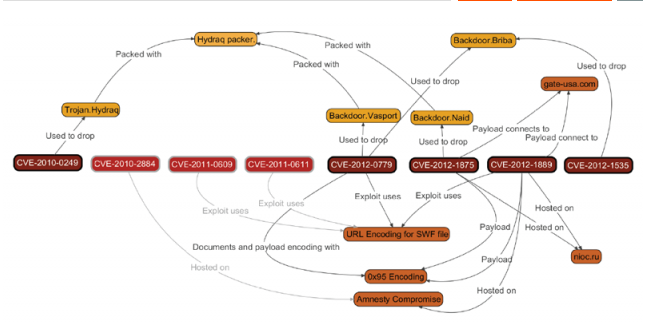 Hydraq packer.
Backdoor.Briba
Packed with
Packed with
Packed with
Used to drop
Used to drop
gate-usa.com
Trojan.Hydraq
Backdoor.Vasport
Backdoor.Naid
Used to drop
Used to drop
Used to drop
Payload connects to
Payload connect to
CVE-2010-0249
CVE-2010-2884
CVE-2011-0609
CVE-2011-0611
CVE-2012-0779
CVE-2012-1875
CVE-2012-1889
CVE-2012-1535
Exploit uses
Exploit uses
Exploit uses
Exploit uses
Hosted on
Payload
Hosted on
URL Encoding for SWF file
Documents and payload encoding with
nioc.ru
Payload
Hosted on
0x95 Encoding
Hosted on
Amnesty Compromise